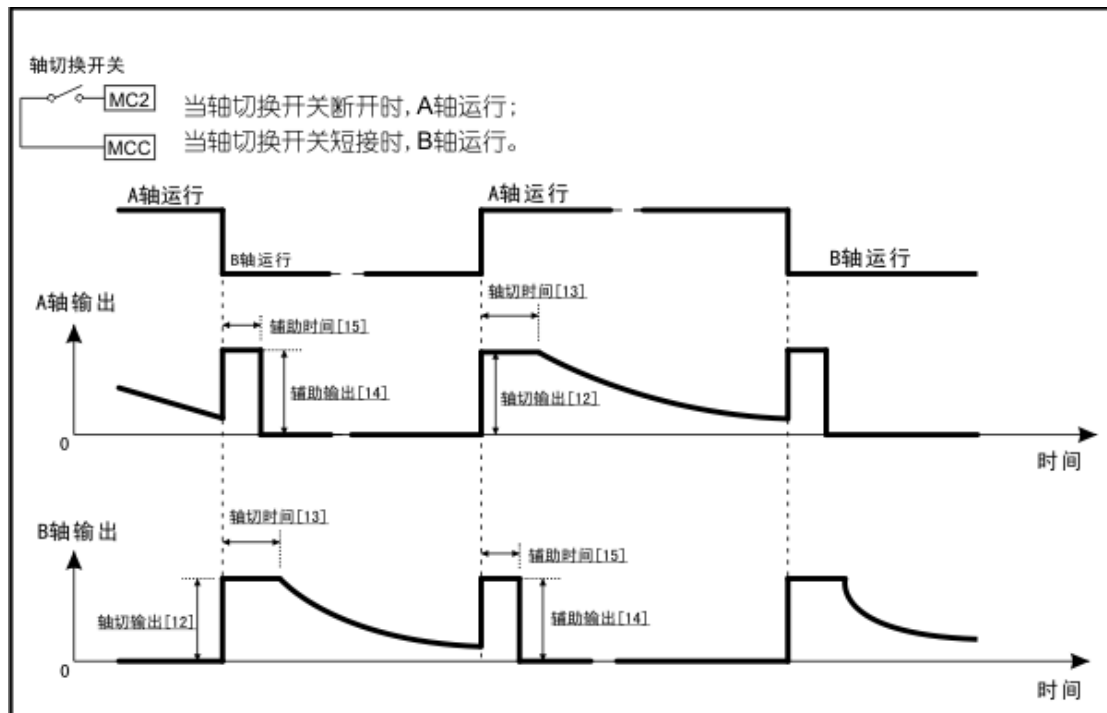 轴切换开关
MC2
当轴切换开关断开时，A轴运行；
MCC
当轴切换开关短接时，B轴运行。
A轴运行
A轴运行
B轴运行
B轴运行
A轴输出
轴切时间[13]
辅助时间[15]
辅助输出[14]
轴切输出[12]
0
时间
B轴输出
轴切时间[13]
辅助时间[15]
轴切输出[12]
辅助输出[14]
0
时间